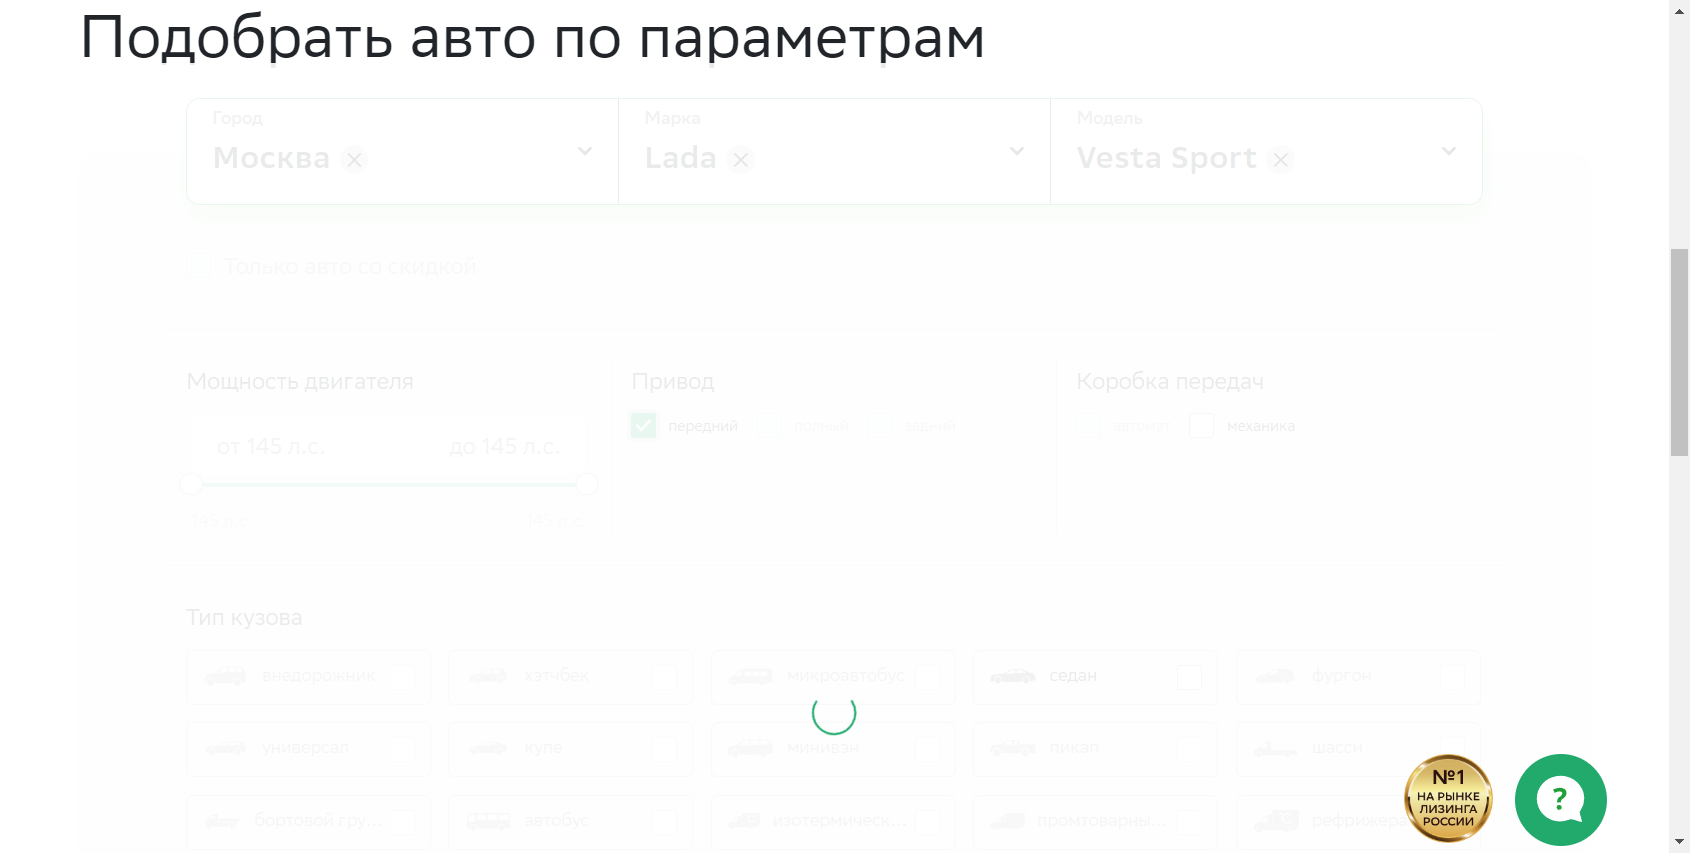 Подобрать авто по параметрам
Город
Москва
Марка
Lada
Модель
Vesta Sport
Только авто со скидкой
Мощность двигателя
от 145 л.с.
до 145 л.с.
145 л.с.
145 л.с.
Привод
передний
полный
задний
Коробка передач
автомат
механика
Тип кузова
внедорожник
хэтчбек
микроавтобус
седан
фургон
универсал
купе
минивэн
пикап
шасси
бортовой гру...
автобус
изотермическ...
промтоварны...
рефрижера
№1
НА РЫНКЕ
ЛИЗИНГА
РОССИИ
?